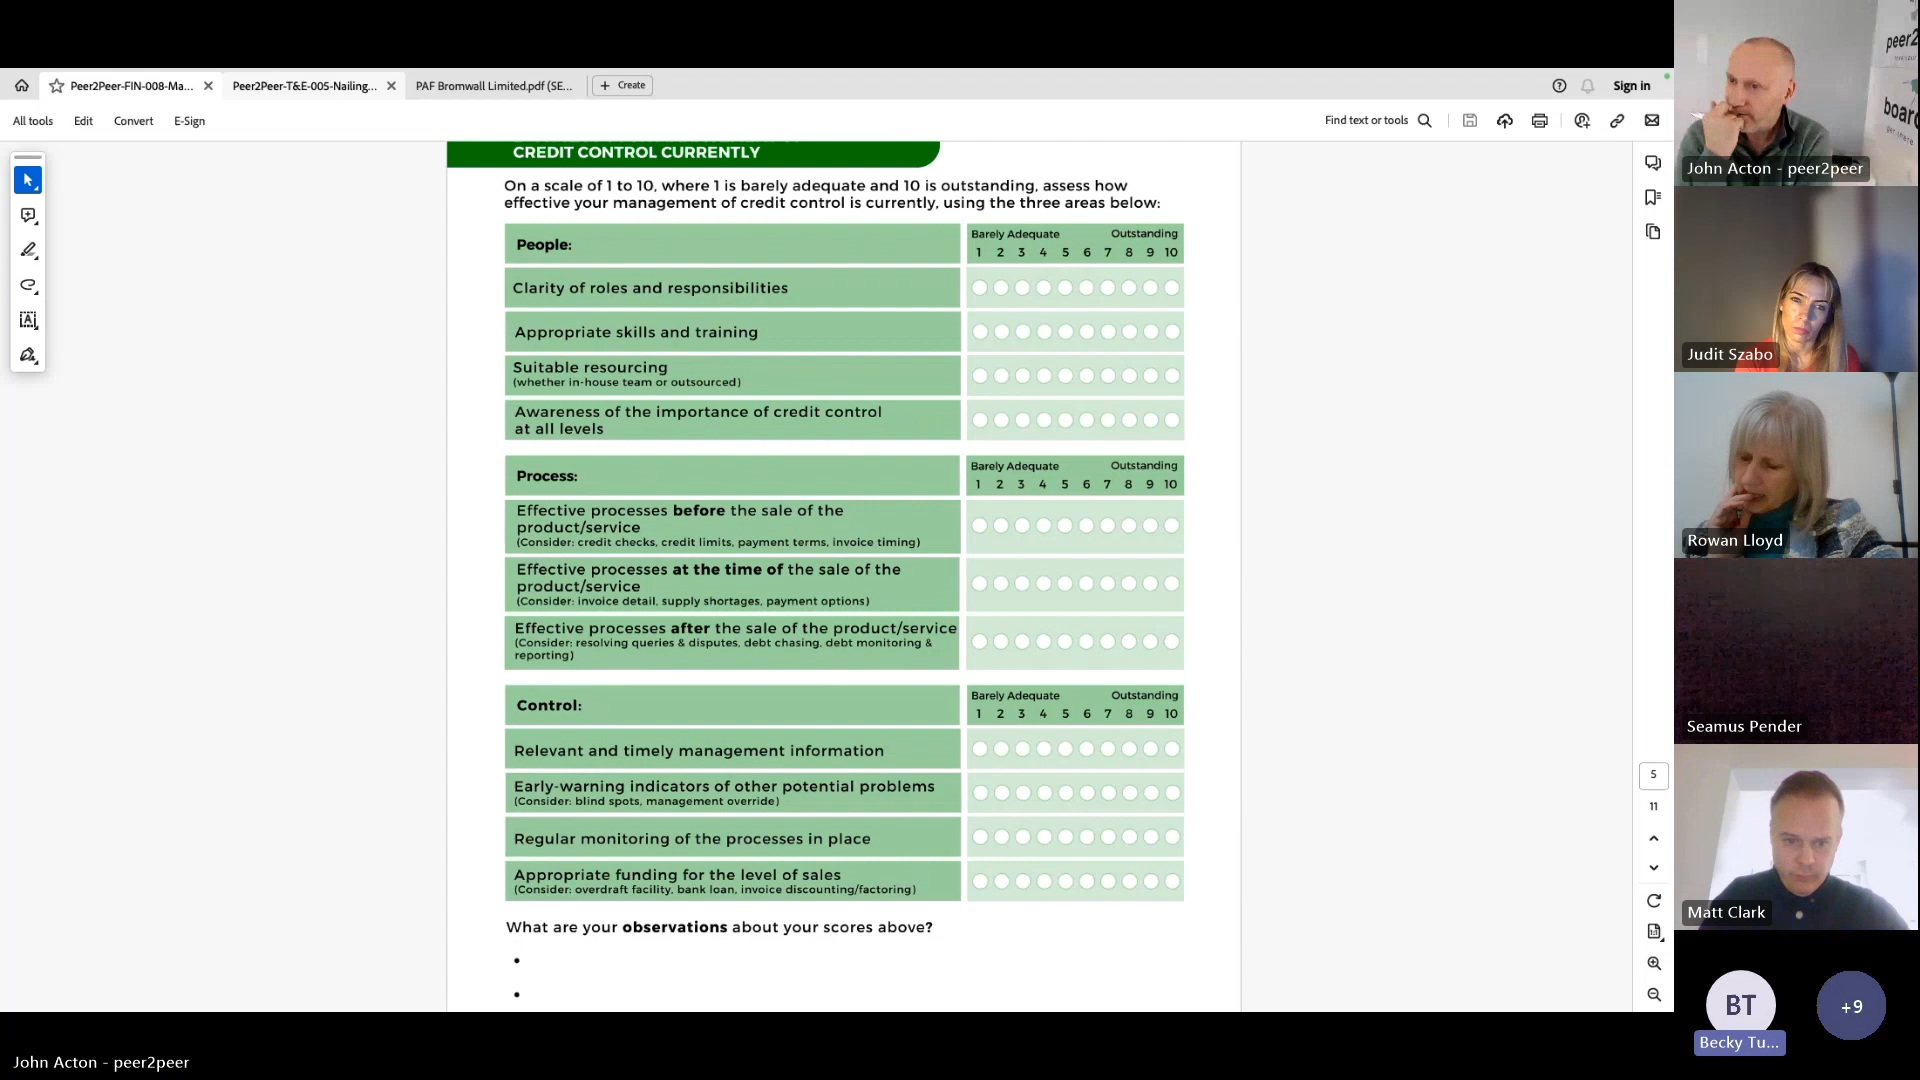 Peer2Peer-FIN-008-Ma...
Peer2Peer-T&E-005-Nailing...
PAF Bromwall Limited.pdf (SE...
+ Create
Sign in
All tools
Edit
Convert
E-Sign
Find text or tools
CREDIT CONTROL CURRENTLY
On a scale of 1 to 10, where 1 is barely adequate and 10 is outstanding, assess how
effective your management of credit control is currently, using the three areas below:
People:
Barely Adequate Outstanding
1 2 3 4 5 6 7 8 9 10
Clarity of roles and responsibilities
Appropriate skills and training
Suitable resourcing
(whether in-house team or outsourced)
Awareness of the importance of credit control
at all levels
Process:
Barely Adequate Outstanding
1 2 3 4 5 6 7 8 9 10
Effective processes before the sale of the
product/service
(Consider: credit checks, credit limits, payment terms, invoice timing)
Effective processes at the time of the sale of the
product/service
(Consider: invoice detail, supply shortages, payment options)
Effective processes after the sale of the product/service
(Consider: resolving queries & disputes, debt chasing, debt monitoring &
reporting)
Control:
Barely Adequate Outstanding
1 2 3 4 5 6 7 8 9 10
Relevant and timely management information
Early-warning indicators of other potential problems
(Consider: blind spots, management override)
Regular monitoring of the processes in place
Appropriate funding for the level of sales
(Consider: overdraft facility, bank loan, invoice discounting/factoring)
What are your observations about your scores above?
5
11
peer2
board
John Acton - peer2peer
Judit Szabo
Rowan Lloyd
Seamus Pender
Matt Clark
BT
Becky Tu...
+9
John Acton - peer2peer